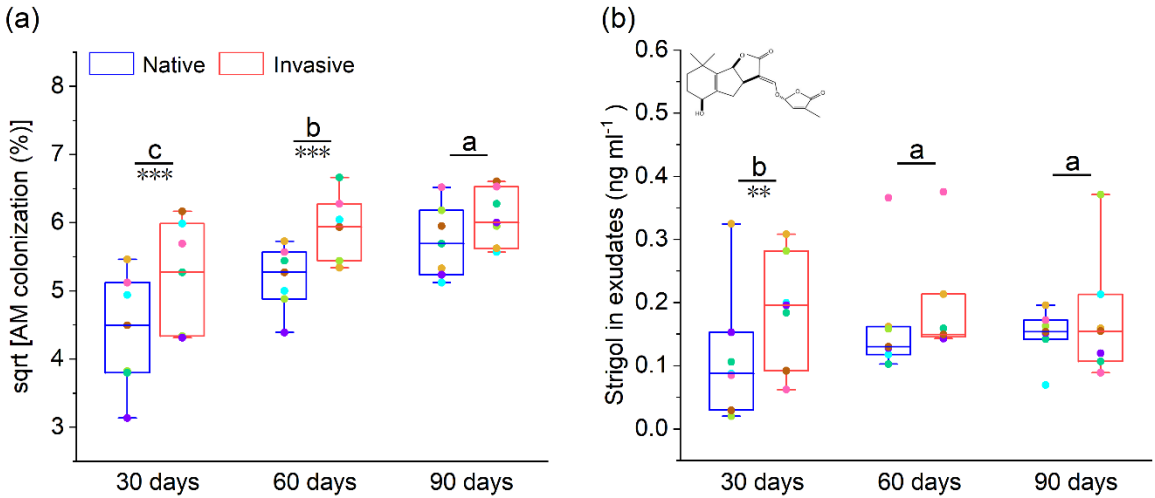 (a)
Native
Invasive
sqrt [AM colonization (%)]
8
7
6
5
4
3
c
***
b
***
a
30 days
60 days
90 days
(b)
O
O
O
O
O
HO
Strigol in exudates (ng ml⁻¹)
0.6
0.5
0.4
0.3
0.2
0.1
0.0
b
**
a
a
30 days
60 days
90 days